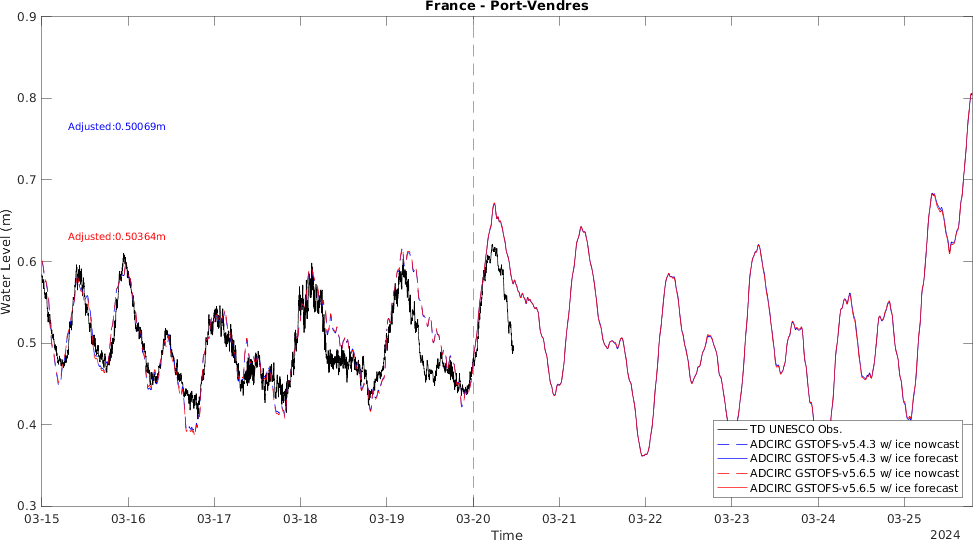 France - Port-Vendres
0.9
0.8
0.7
0.6
0.5
0.4
0.3
Water Level (m)
Adjusted:0.50069m
Adjusted:0.50364m
TD UNESCO Obs.
ADCIRC GSTOFS-v5.4.3 w/ ice nowcast
ADCIRC GSTOFS-v5.4.3 w/ ice forecast
ADCIRC GSTOFS-v5.6.5 w/ ice nowcast
ADCIRC GSTOFS-v5.6.5 w/ ice forecast
03-15 03-16 03-17 03-18 03-19 03-20 03-21 03-22 03-23 03-24 03-25
Time
2024